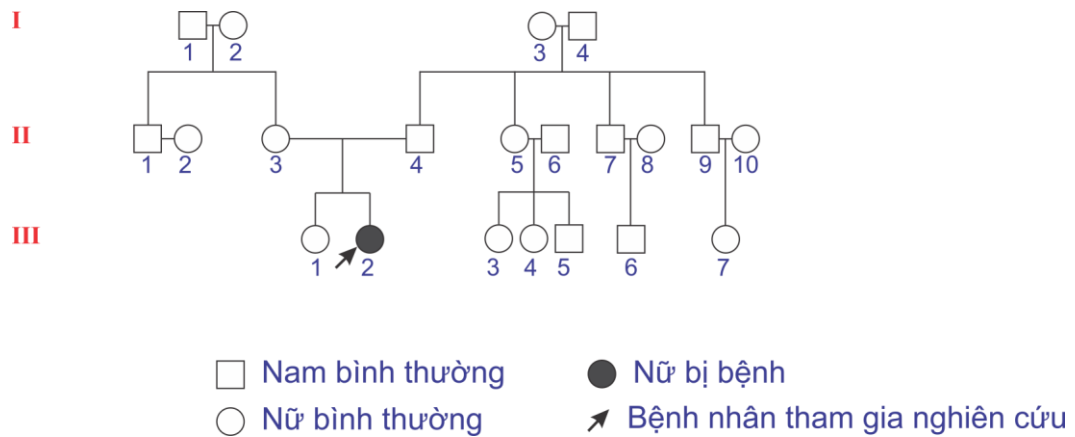 I
1 2 3 4
II
1 2 3 4 5 6 7 8 9 10
III
1 2 3 4 5 6 7
Nam bình thường Nữ bị bệnh
Nữ bình thường Bệnh nhân tham gia nghiên cứu